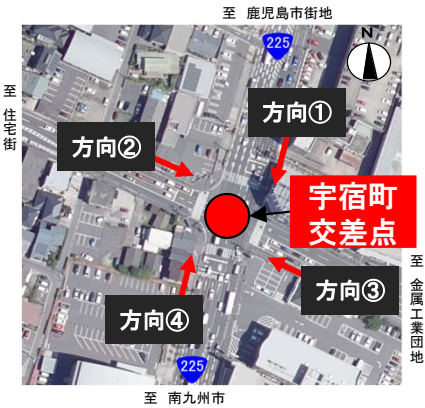 至 鹿児島市街地
225
N
至 住宅街
方向①
方向②
宇宿町
交差点
至 金属工業団地
方向③
方向④
225
至 南九州市